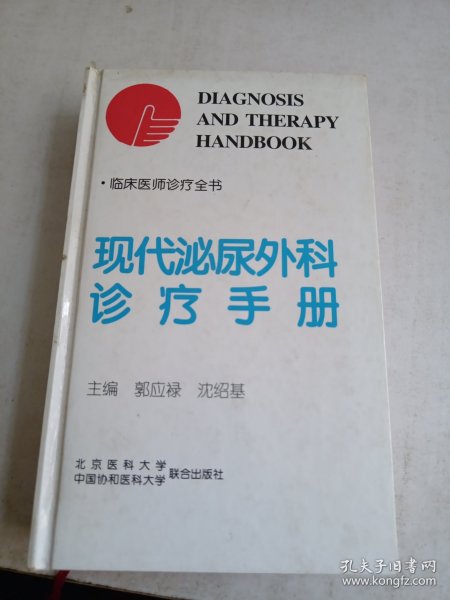 DIAGNOSIS
AND THERAPY
HANDBOOK
·临床医师诊疗全书
现代泌尿外科
诊疗手册
主编 郭应禄 沈绍基
北京医科大学
中国协和医科大学
联合出版社
孔夫子旧书网
www.kongfz.com